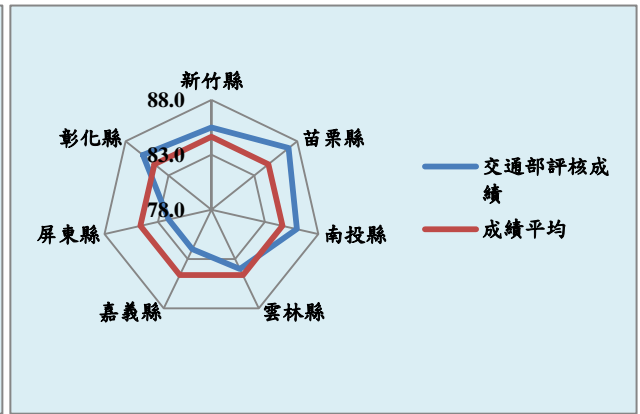 新竹縣
88.0
彰化縣
苗栗縣
83.0
交通部評核成
績
78.0
成績平均
屏東縣
南投縣
嘉義縣
雲林縣